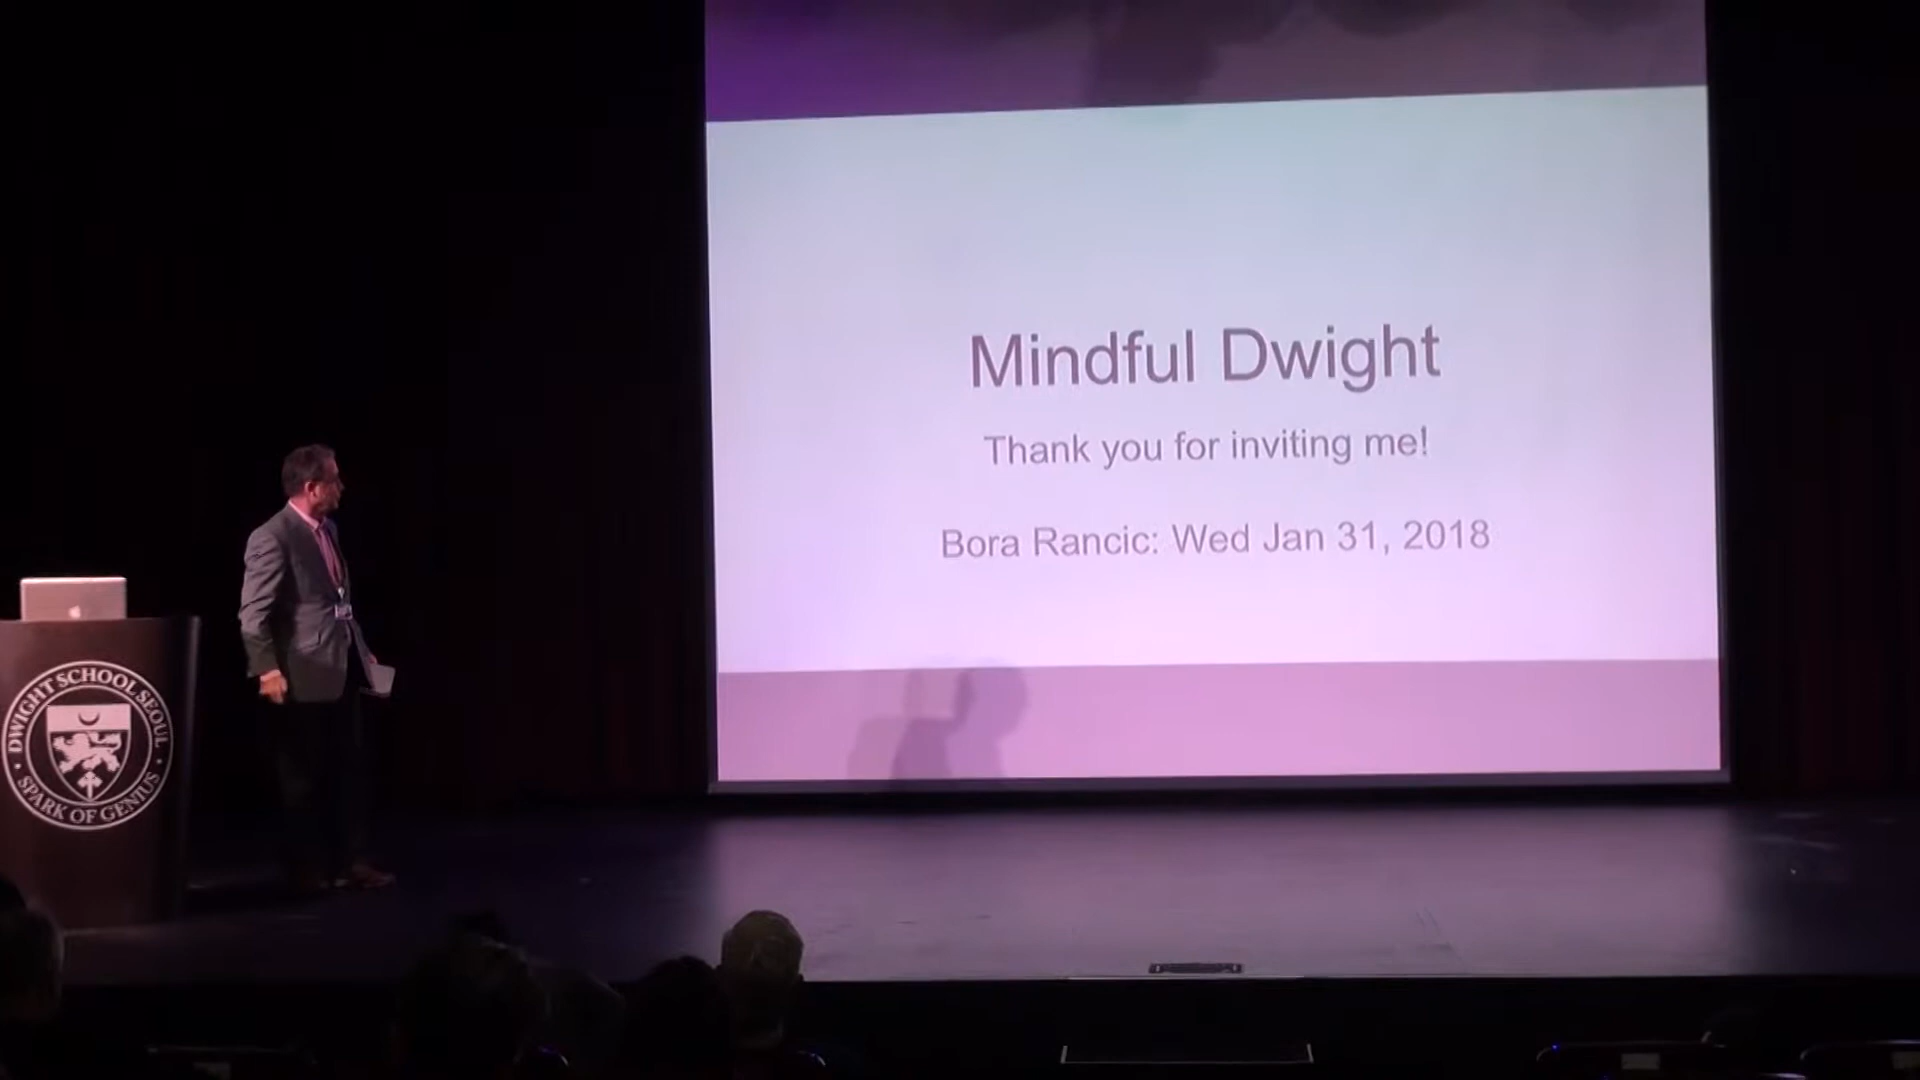 Mindful Dwight
Thank you for inviting me!
Bora Rancic: Wed Jan 31, 2018
DWIGHT SCHOOL SEOUL
SPARK OF GENIUS